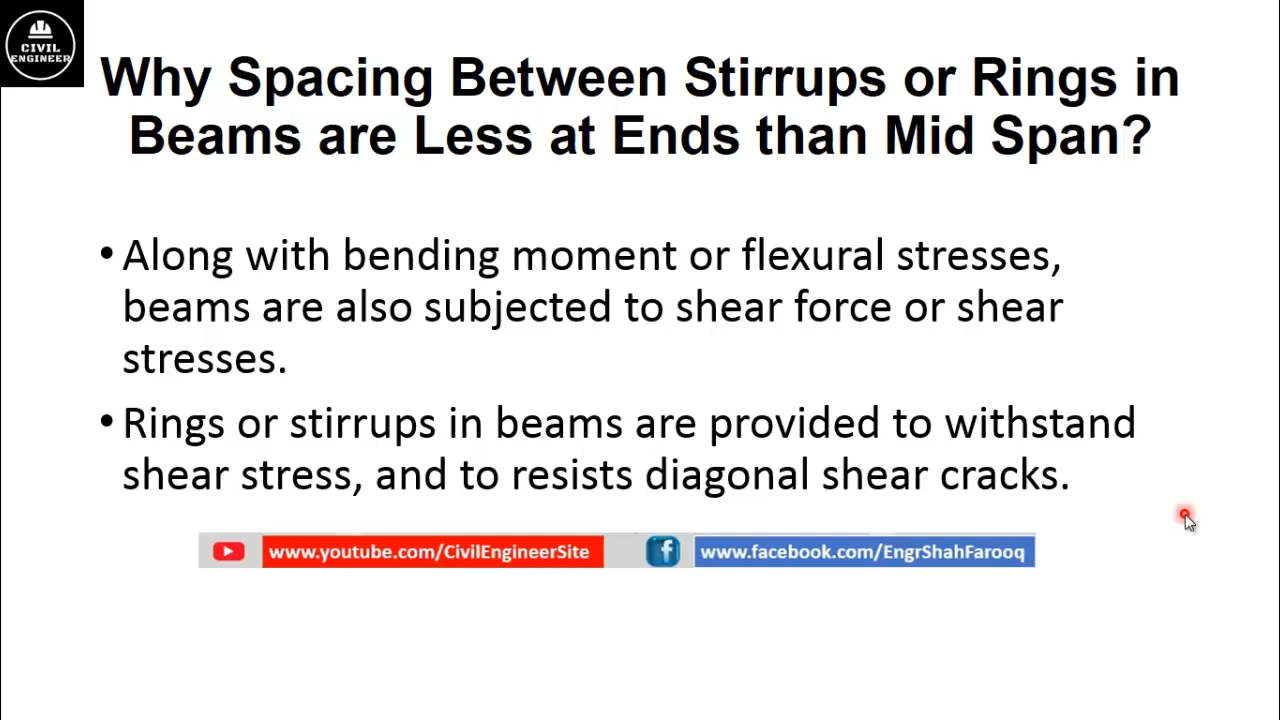 CIVIL
ENGINEER
Why Spacing Between Stirrups or Rings in
Beams are Less at Ends than Mid Span?
• Along with bending moment or flexural stresses,
beams are also subjected to shear force or shear
stresses.
• Rings or stirrups in beams are provided to withstand
shear stress, and to resists diagonal shear cracks.
www.youtube.com/CivilEngineerSite f www.facebook.com/EngrShahFarooq